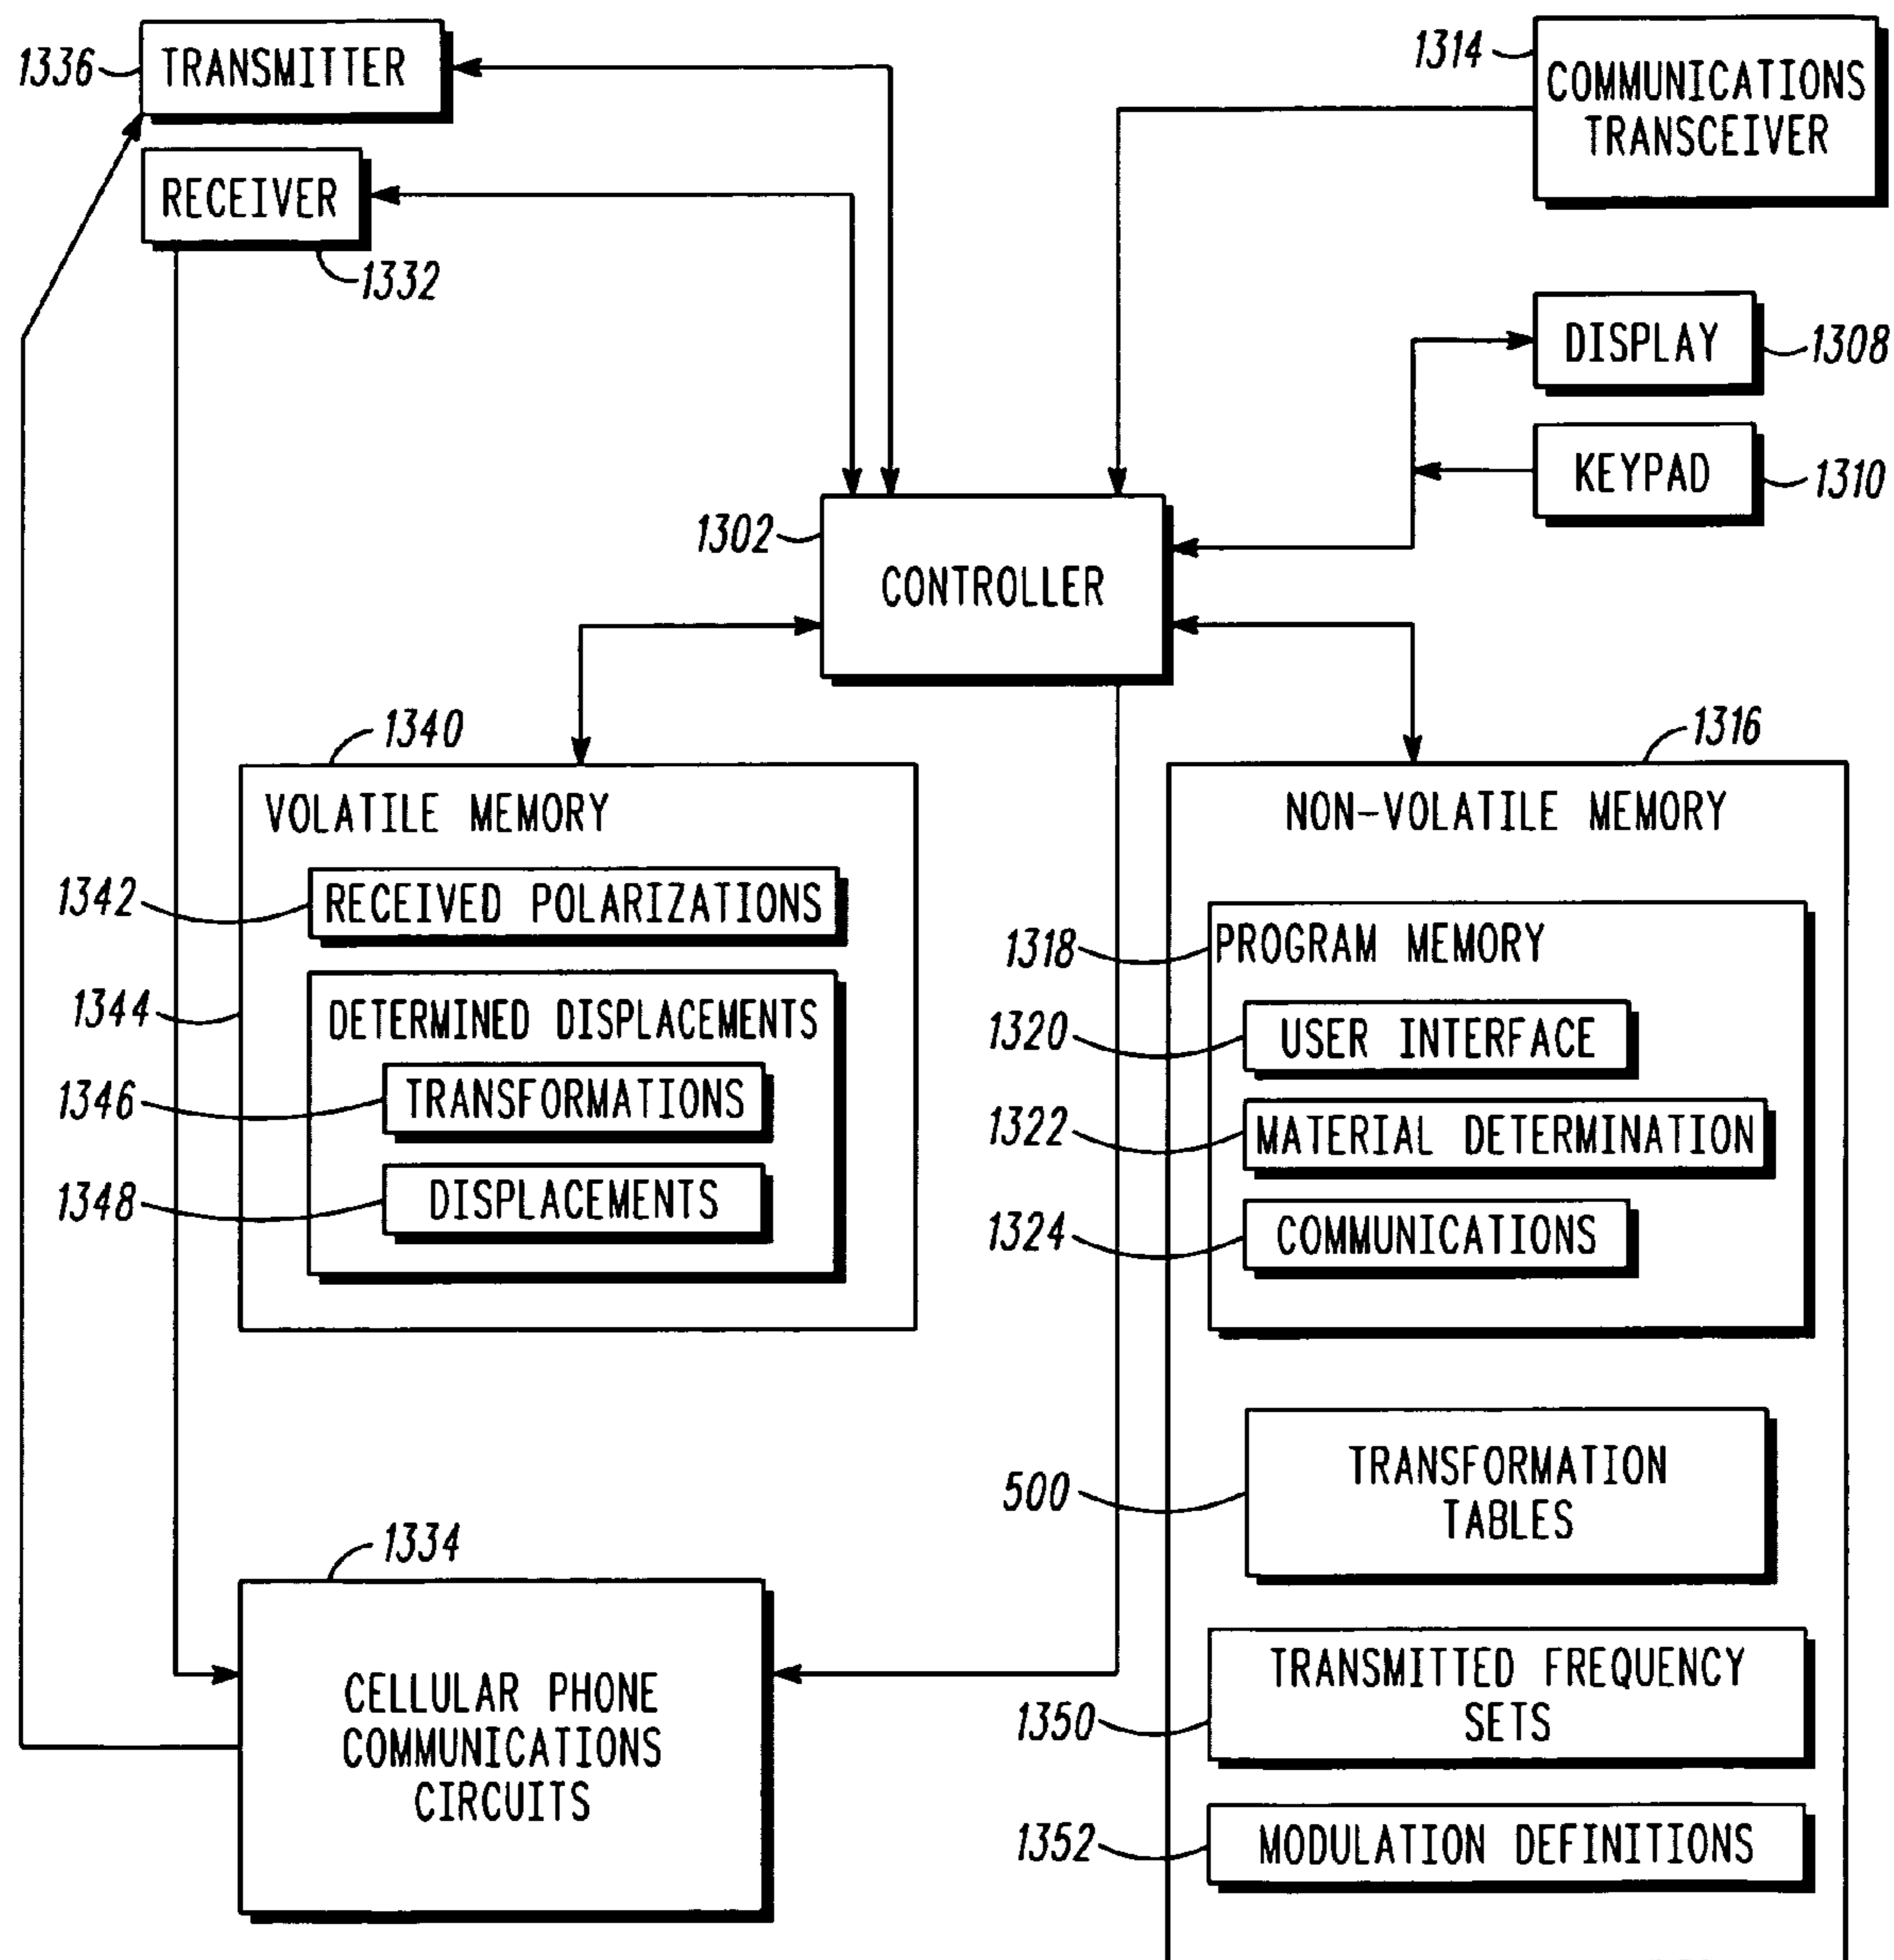 1336
TRANSMITTER
1314
COMMUNICATIONS
TRANSCEIVER
RECEIVER
1332
DISPLAY
1308
KEYPAD
1310
1302
CONTROLLER
1340
VOLATILE MEMORY
1342
RECEIVED POLARIZATIONS
1344
DETERMINED DISPLACEMENTS
1346
TRANSFORMATIONS
1348
DISPLACEMENTS
1316
NON-VOLATILE MEMORY
1318
PROGRAM MEMORY
1320
USER INTERFACE
1322
MATERIAL DETERMINATION
1324
COMMUNICATIONS
500
TRANSFORMATION
TABLES
1334
CELLULAR PHONE
COMMUNICATIONS
CIRCUITS
1350
TRANSMITTED FREQUENCY
SETS
1352
MODULATION DEFINITIONS